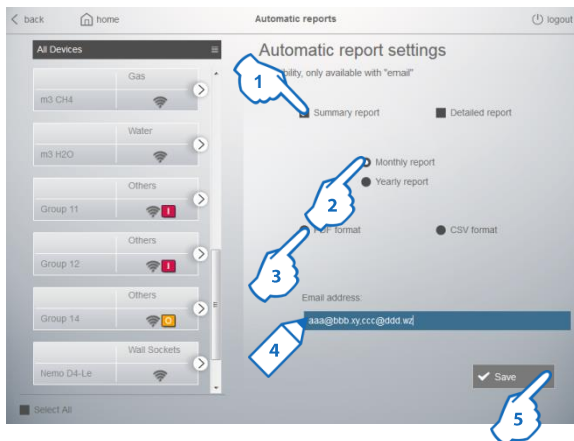 back home Automatic reports logout
All Devices
Automatic report settings
only available with "email"
Gas
m3 CH4
Summary report Detailed report
Water
m3 H2O
Monthly report
Yearly report
Others
Group 11
format CSV format
Others
Group 12
Others
Group 14
Email address:
aaa@bbb.xy,ccc@ddd.wz
Wall Sockets
Nemo D4-Le
Save
Select All
1
2
3
4
5
I
I
O